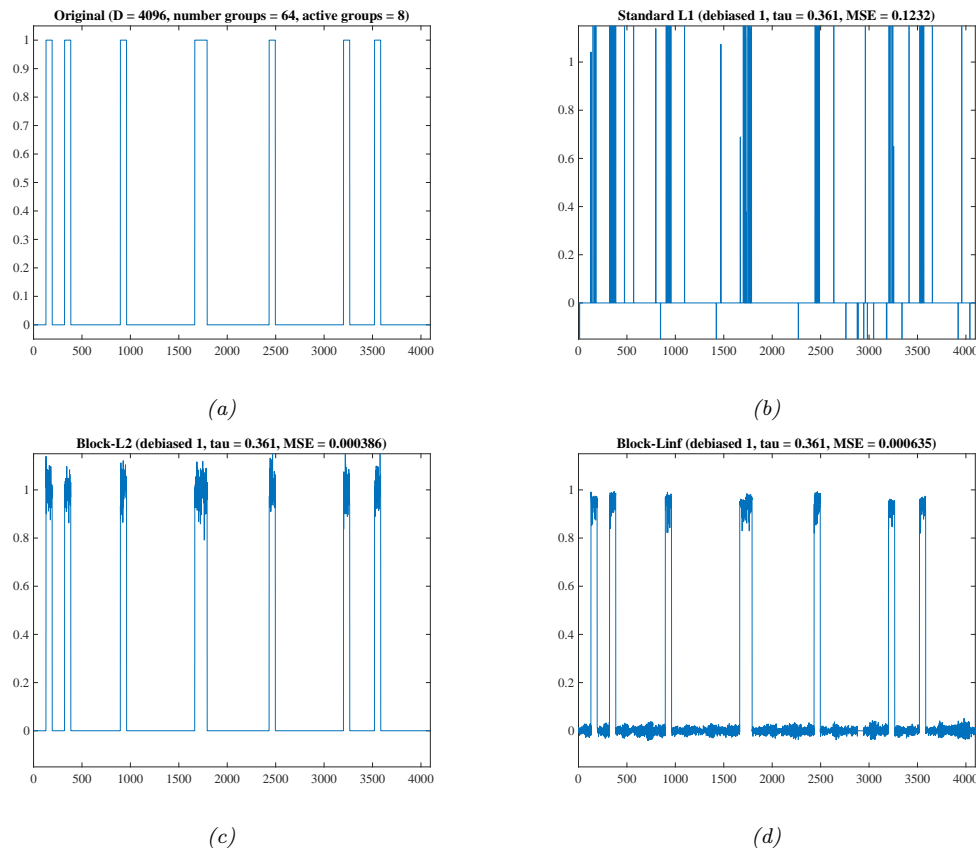 Original (D = 4096, number groups = 64, active groups = 8)
1
0.9
0.8
0.7
0.6
0.5
0.4
0.3
0.2
0.1
0
0 500 1000 1500 2000 2500 3000 3500 4000
(a)
Standard L1 (debiased 1, tau = 0.361, MSE = 0.1232)
1
0.8
0.6
0.4
0.2
0
0 500 1000 1500 2000 2500 3000 3500 4000
(b)
Block-L2 (debiased 1, tau = 0.361, MSE = 0.000386)
1
0.8
0.6
0.4
0.2
0
0 500 1000 1500 2000 2500 3000 3500 4000
(c)
Block-Linf (debiased 1, tau = 0.361, MSE = 0.000635)
1
0.8
0.6
0.4
0.2
0
0 500 1000 1500 2000 2500 3000 3500 4000
(d)